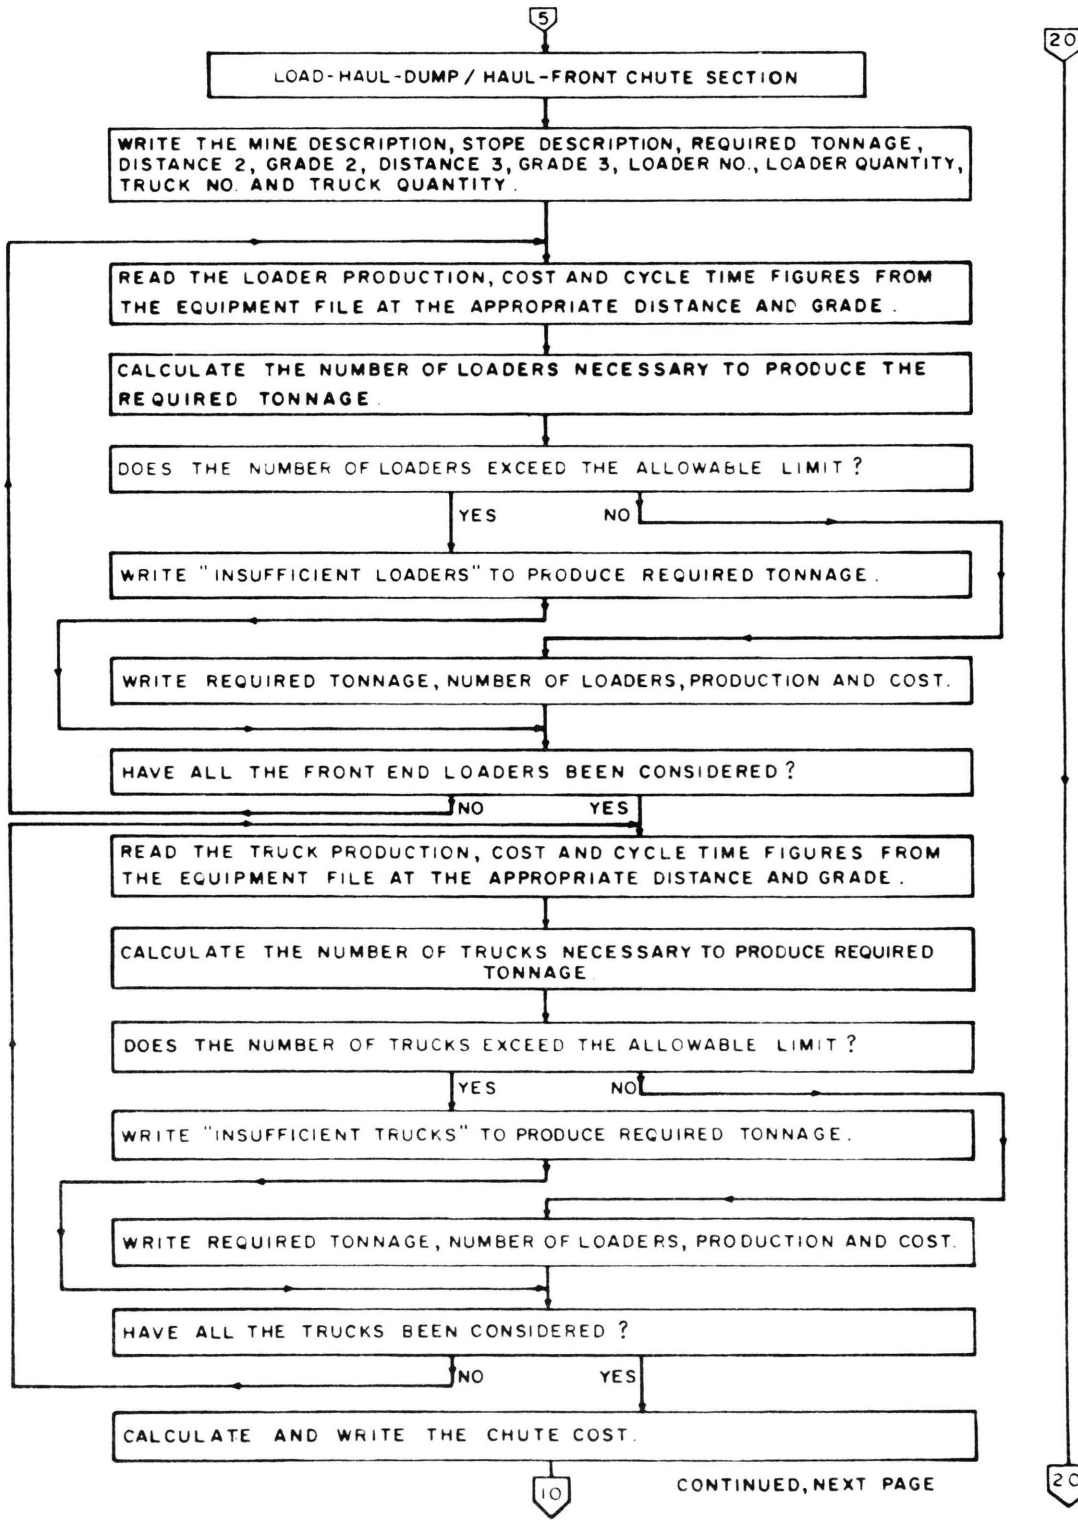 5
20
LOAD-HAUL-DUMP / HAUL-FRONT CHUTE SECTION
WRITE THE MINE DESCRIPTION, STOPE DESCRIPTION, REQUIRED TONNAGE,
DISTANCE 2, GRADE 2, DISTANCE 3, GRADE 3, LOADER NO., LOADER QUANTITY,
TRUCK NO. AND TRUCK QUANTITY.
READ THE LOADER PRODUCTION, COST AND CYCLE TIME FIGURES FROM
THE EQUIPMENT FILE AT THE APPROPRIATE DISTANCE AND GRADE.
CALCULATE THE NUMBER OF LOADERS NECESSARY TO PRODUCE THE
REQUIRED TONNAGE.
DOES THE NUMBER OF LOADERS EXCEED THE ALLOWABLE LIMIT?
YES NO
WRITE "INSUFFICIENT LOADERS" TO PRODUCE REQUIRED TONNAGE.
WRITE REQUIRED TONNAGE, NUMBER OF LOADERS, PRODUCTION AND COST.
HAVE ALL THE FRONT END LOADERS BEEN CONSIDERED?
NO YES
READ THE TRUCK PRODUCTION, COST AND CYCLE TIME FIGURES FROM
THE EQUIPMENT FILE AT THE APPROPRIATE DISTANCE AND GRADE.
CALCULATE THE NUMBER OF TRUCKS NECESSARY TO PRODUCE REQUIRED
TONNAGE
DOES THE NUMBER OF TRUCKS EXCEED THE ALLOWABLE LIMIT?
YES NO
WRITE "INSUFFICIENT TRUCKS" TO PRODUCE REQUIRED TONNAGE.
WRITE REQUIRED TONNAGE, NUMBER OF LOADERS, PRODUCTION AND COST.
HAVE ALL THE TRUCKS BEEN CONSIDERED?
NO YES
CALCULATE AND WRITE THE CHUTE COST.
10
CONTINUED, NEXT PAGE
20